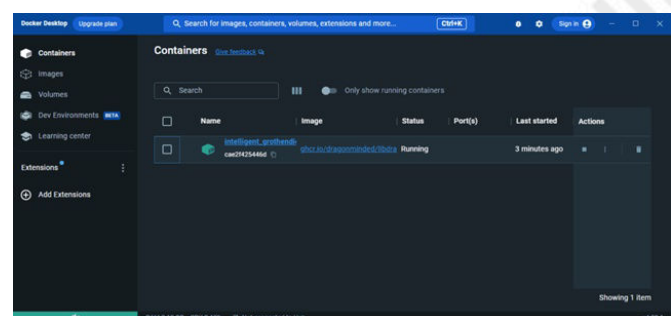 Docker Desktop Upgrade plan Search for images, containers, volumes, extensions and more... Ctrl+K Sign in
Containers
Images
Volumes
Dev Environments BETA
Learning center
Extensions
Add Extensions
Containers Give feedback
Search Only show running containers
Name Image Status Port(s) Last started Actions
intelligent_grothendi
cae2f425446d ghcr.io/dragonminded/libdra Running 3 minutes ago
Showing 1 item